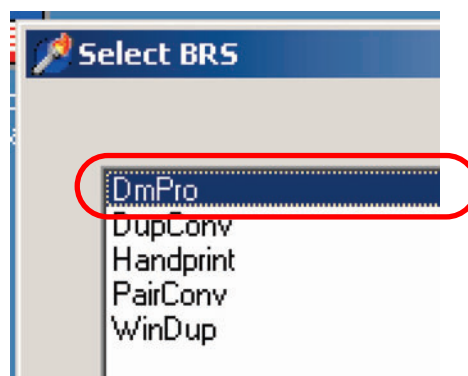 Select BRS
DmPro
DupConv
Handprint
PairConv
WinDup